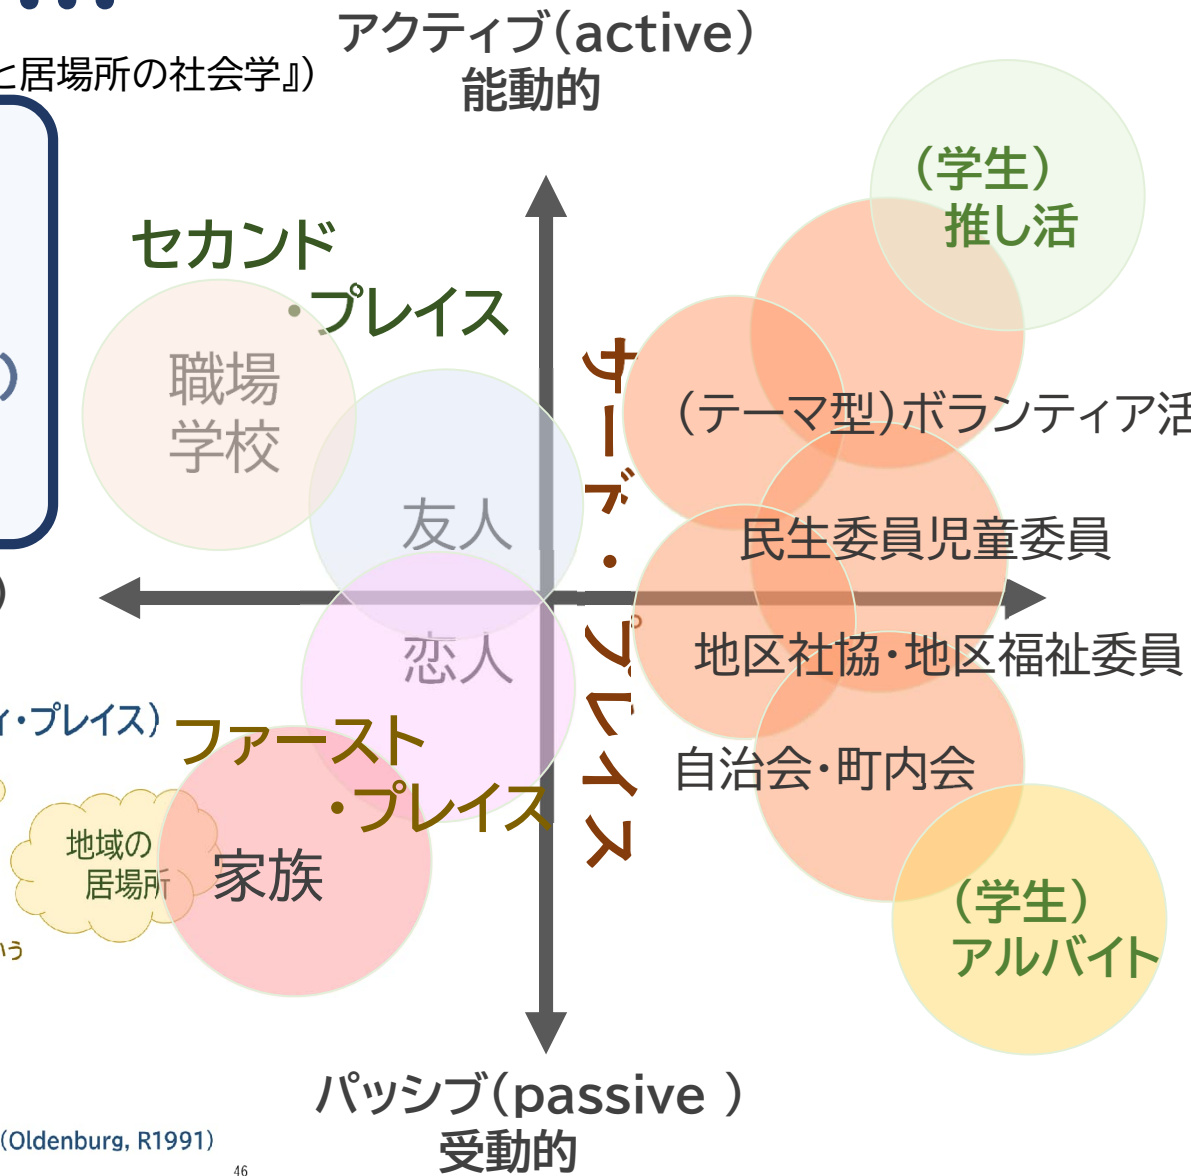 アクティブ(active)
能動的
と居場所の社会学』)
(学生)
推し活
セカンド
・プレイス
)
職場
学校
サード・プレイス
(テーマ型)ボランティア活
友人
民生委員児童委員
)
恋人
地区社協・地区福祉委員
ィ・プレイス)
ファースト
・プレイス
自治会・町内会
地域の
居場所
家族
(学生)
アルバイト
いう
パッシブ(passive )
受動的
(Oldenburg, R1991)
46